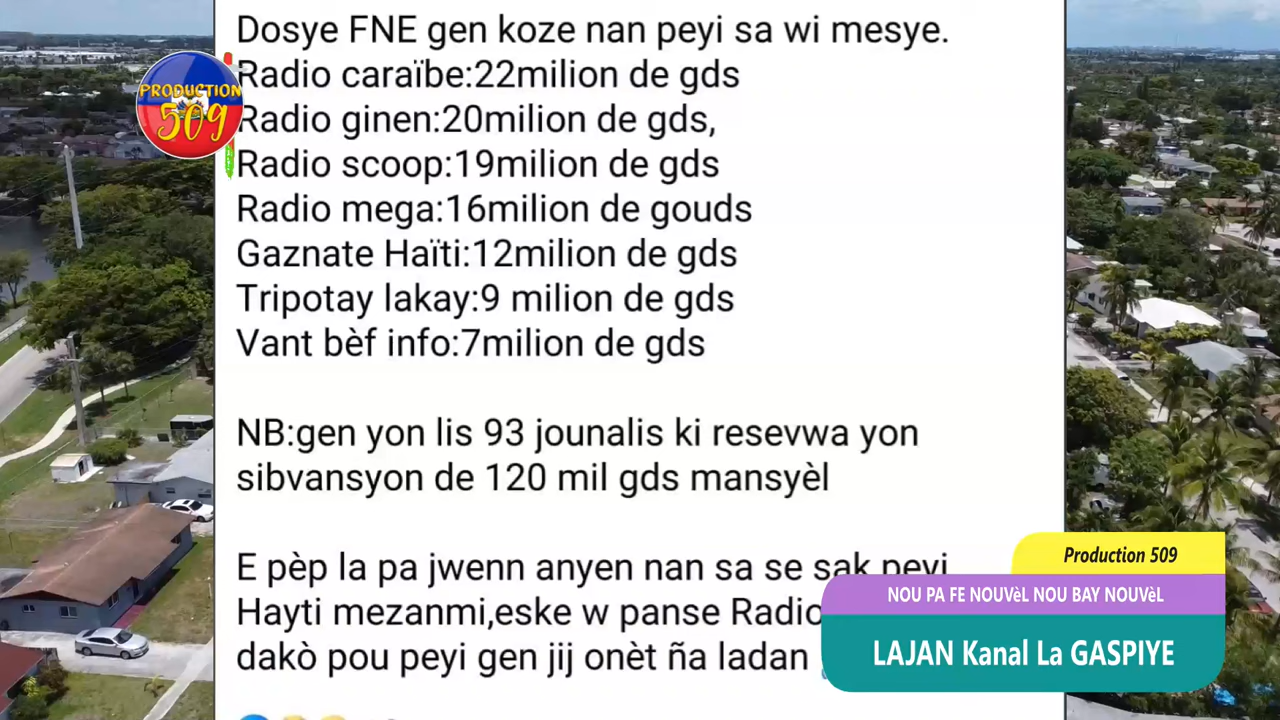 Dosye FNE gen koze nan peyi sa wi mesye.
Radio caraïbe:22milion de gds
Radio ginen:20milion de gds,
Radio scoop:19milion de gds
Radio mega:16milion de gouds
Gaznate Haïti:12milion de gds
Tripotay lakay:9 milion de gds
Vant bèf info:7milion de gds
NB:gen yon lis 93 jounalis ki resevwa yon
sibvansyon de 120 mil gds mansyèl
E pèp la pa jwenn anyen nan sa se sak peyi
Hayti mezanmi,eske w panse Radio
dakò pou peyi gen jij onèt ña ladan
PRODUCTION
509
Production 509
NOU PA FE NOUVèL NOU BAY NOUVèL
LAJAN Kanal La GASPIYE